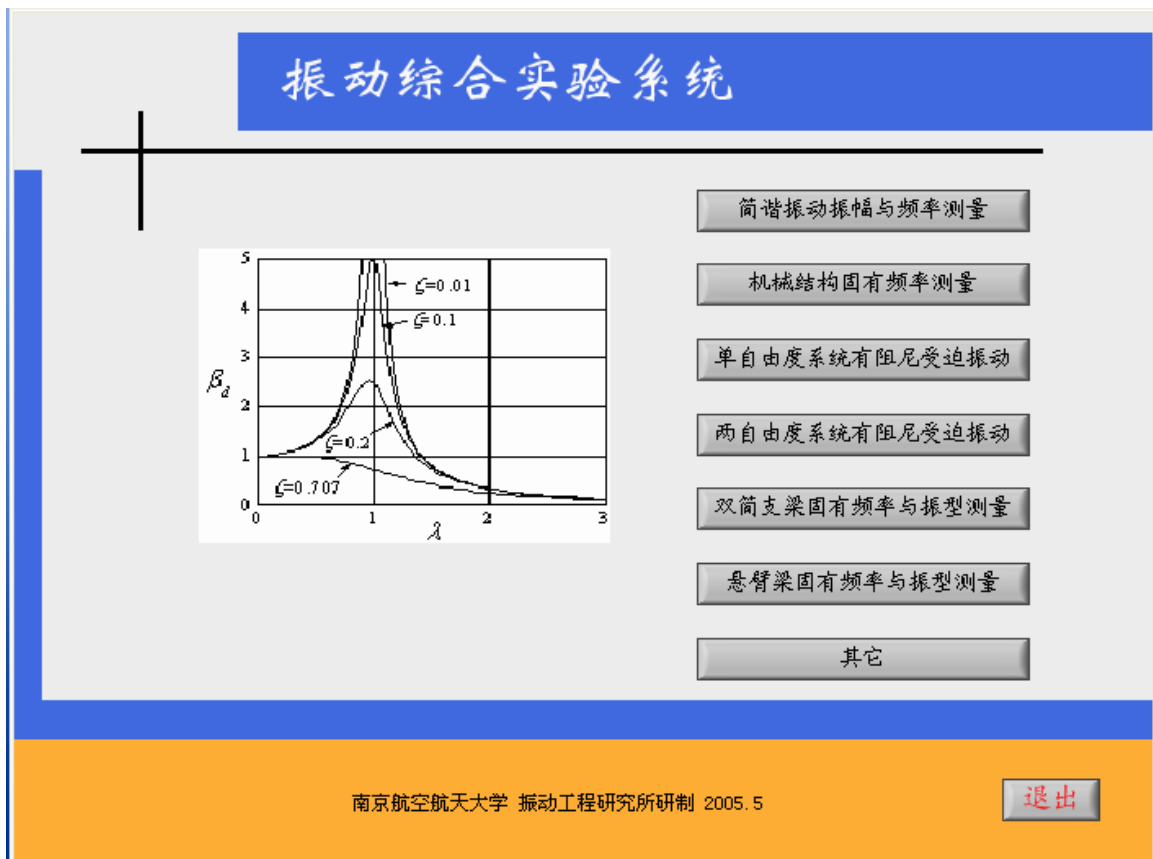 振动综合实验系统
简谐振动振幅与频率测量
机械结构固有频率测量
单自由度系统有阻尼受迫振动
两自由度系统有阻尼受迫振动
双简支梁固有频率与振型测量
悬臂梁固有频率与振型测量
其它
5
4
3
2
1
0
β_d
ζ=0.01
ζ=0.1
ζ=0.2
ζ=0.707
0 1 2 3
λ
南京航空航天大学 振动工程研究所研制 2005.5
退出